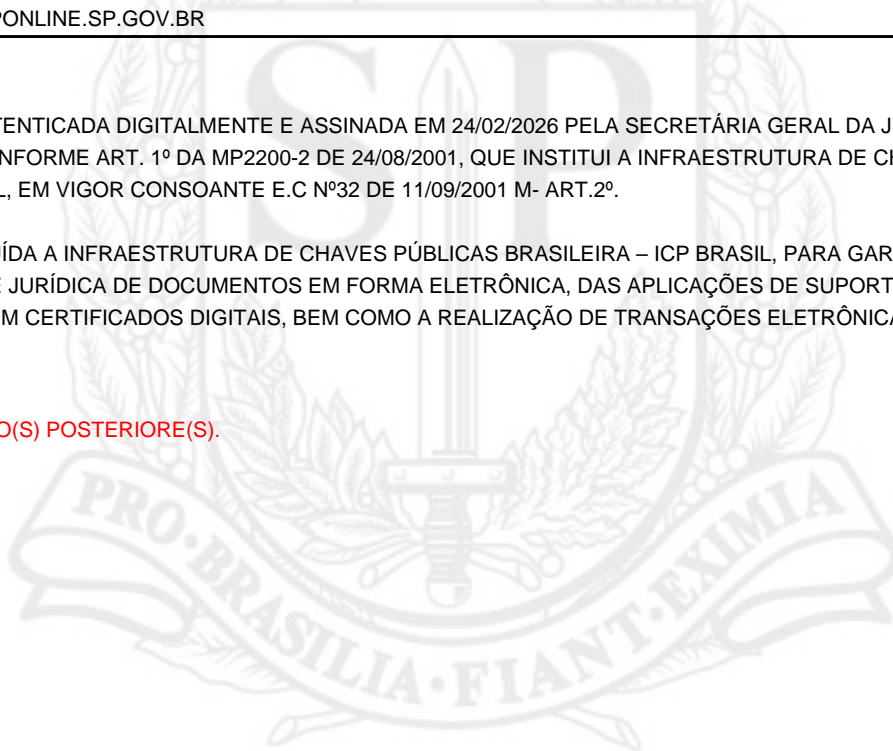 PONLINE.SP.GOV.BR
TENTICADA DIGITALMENTE E ASSINADA EM 24/02/2026 PELA SECRETÁRIA GERAL DA J
NFORME ART. 1º DA MP2200-2 DE 24/08/2001, QUE INSTITUI A INFRAESTRUTURA DE CH
L, EM VIGOR CONSOANTE E.C Nº32 DE 11/09/2001 M- ART.2º.
UÍDA A INFRAESTRUTURA DE CHAVES PÚBLICAS BRASILEIRA – ICP BRASIL, PARA GAR
E JURÍDICA DE DOCUMENTOS EM FORMA ELETRÔNICA, DAS APLICAÇÕES DE SUPORT
EM CERTIFICADOS DIGITAIS, BEM COMO A REALIZAÇÃO DE TRANSAÇÕES ELETRÔNICA
O(S) POSTERIORE(S).
SP
PRO·BRASILIA·FIANT·EXIMIA